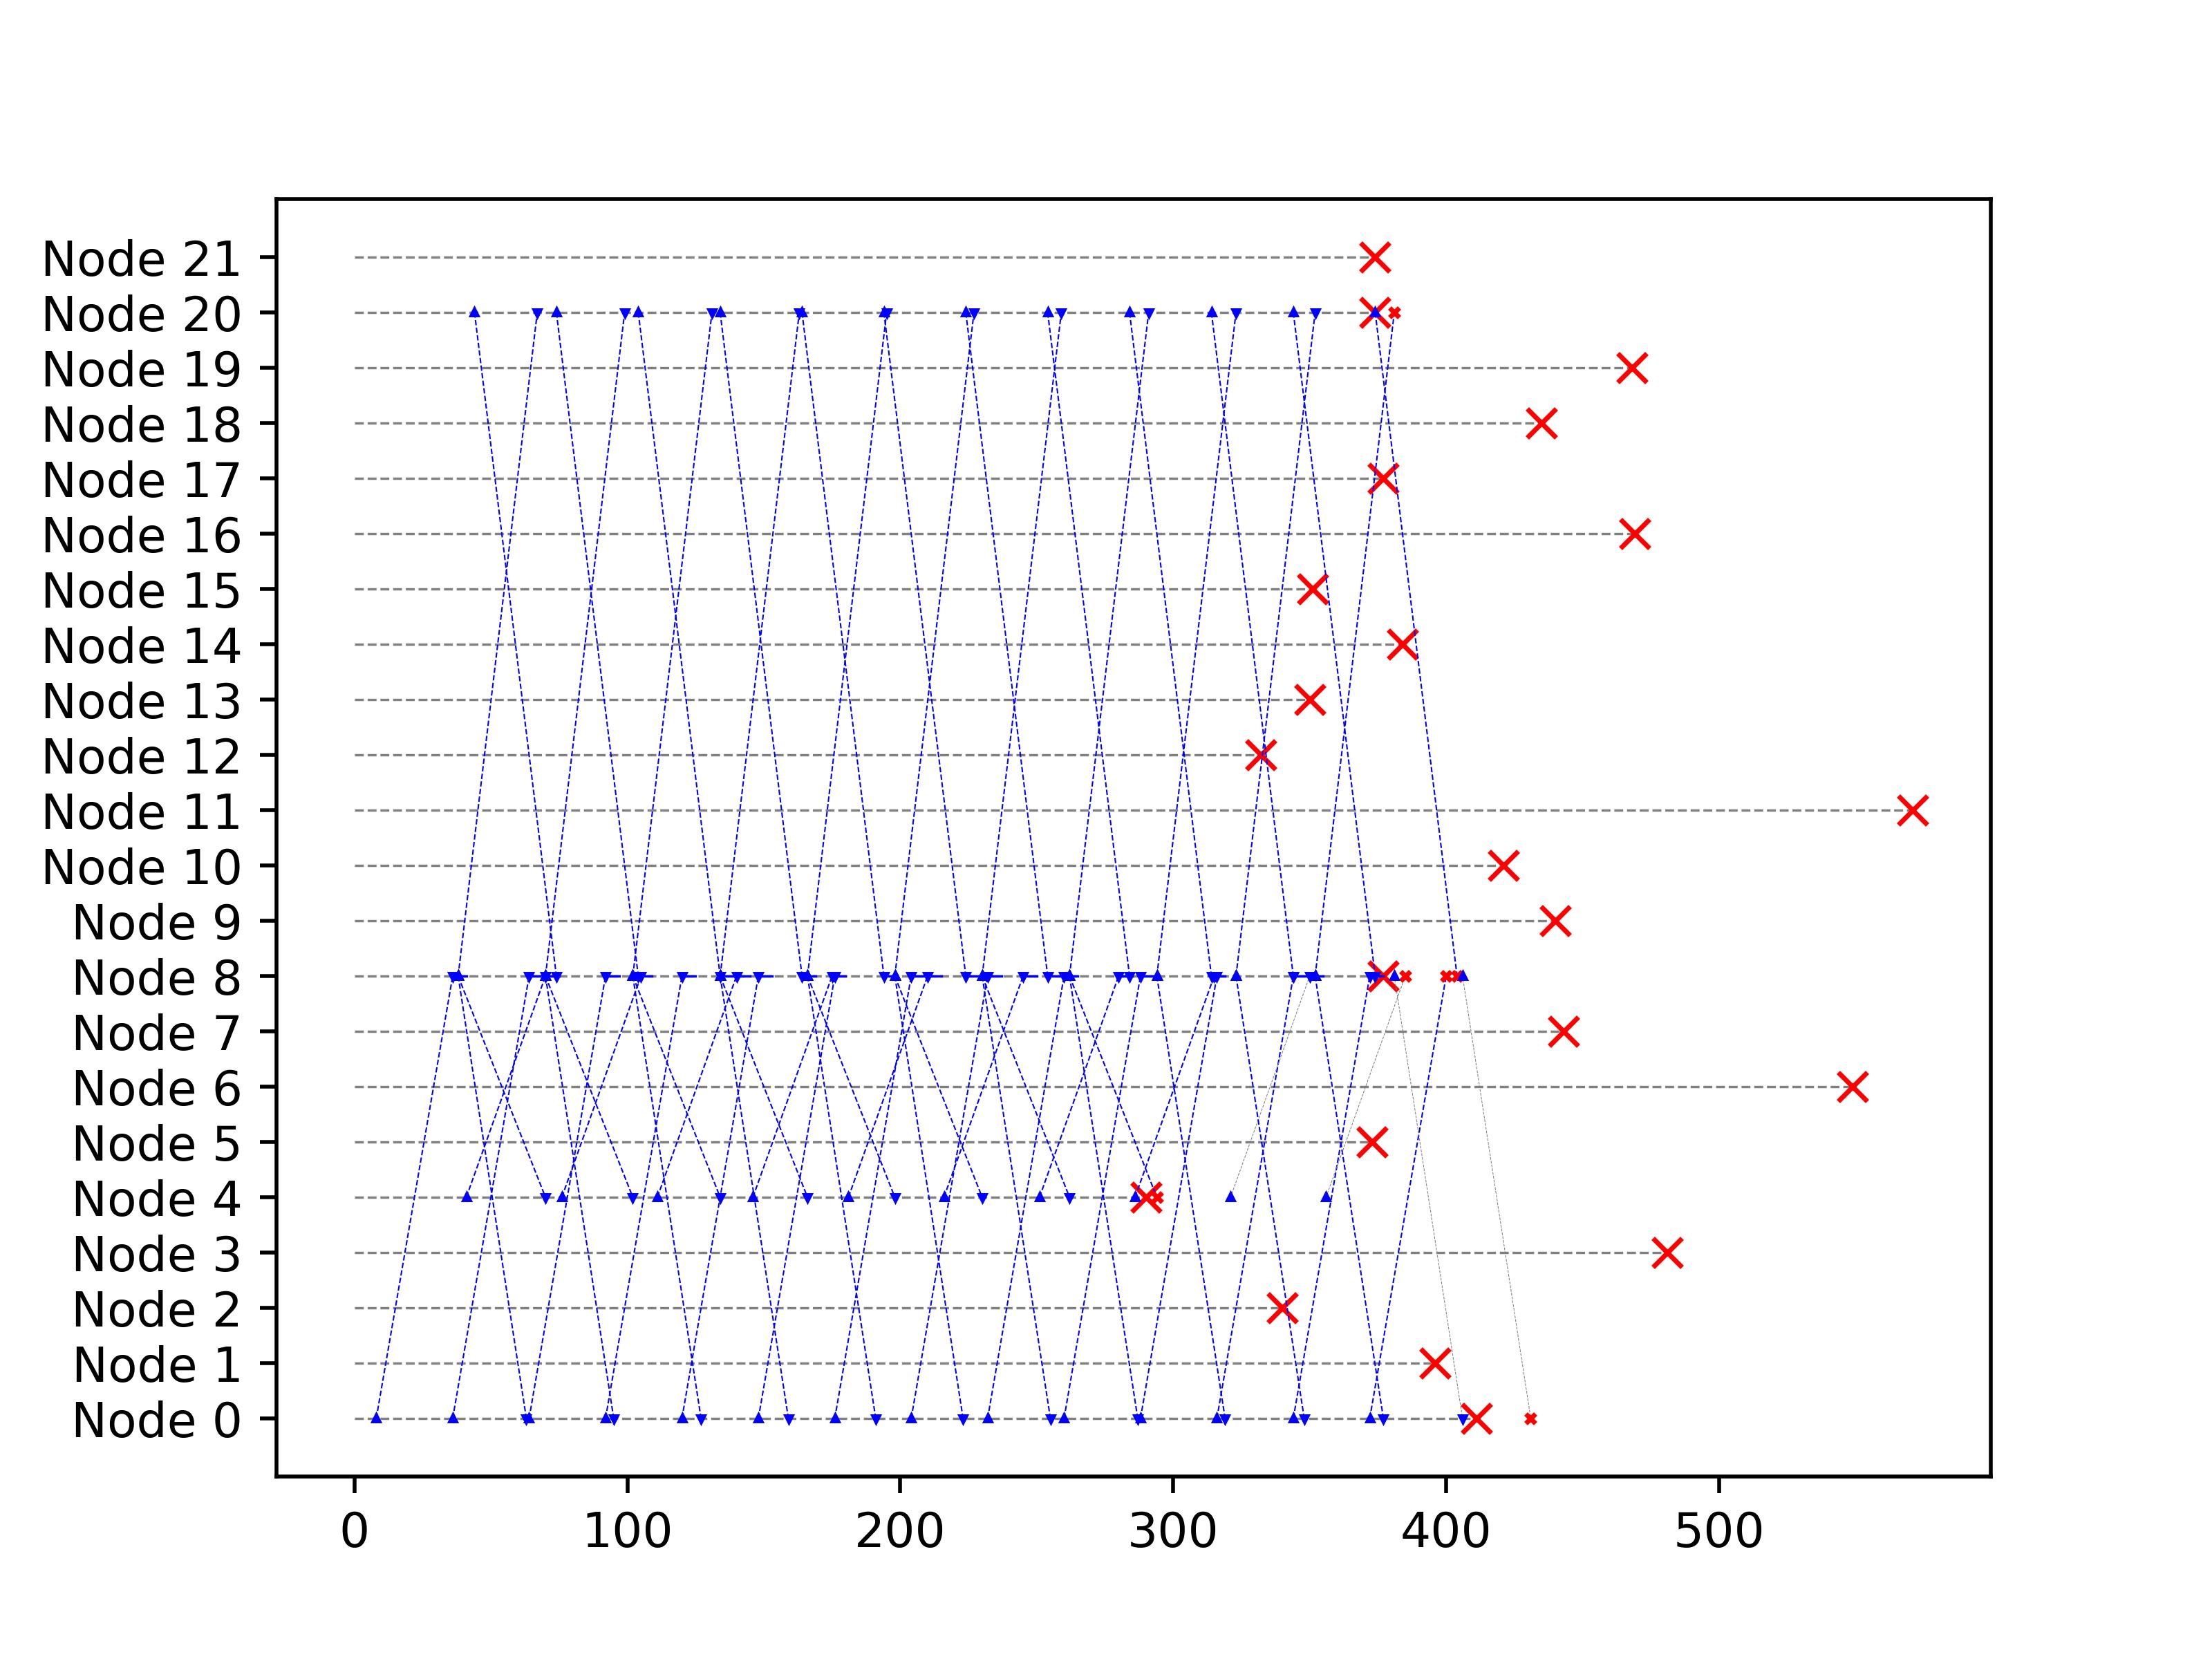 Node 21
Node 20
Node 19
Node 18
Node 17
Node 16
Node 15
Node 14
Node 13
Node 12
Node 11
Node 10
Node 9
Node 8
Node 7
Node 6
Node 5
Node 4
Node 3
Node 2
Node 1
Node 0
0 100 200 300 400 500